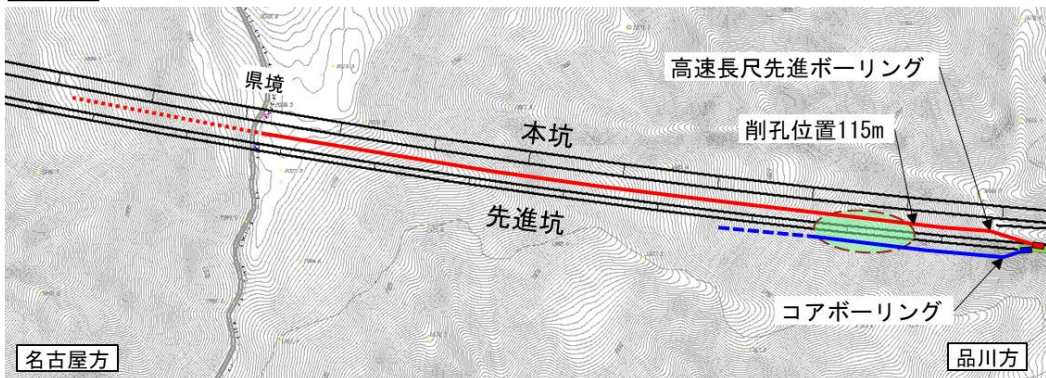 県境
高速長尺先進ボーリング
削孔位置115m
本坑
先進坑
コアボーリング
名古屋方
品川方